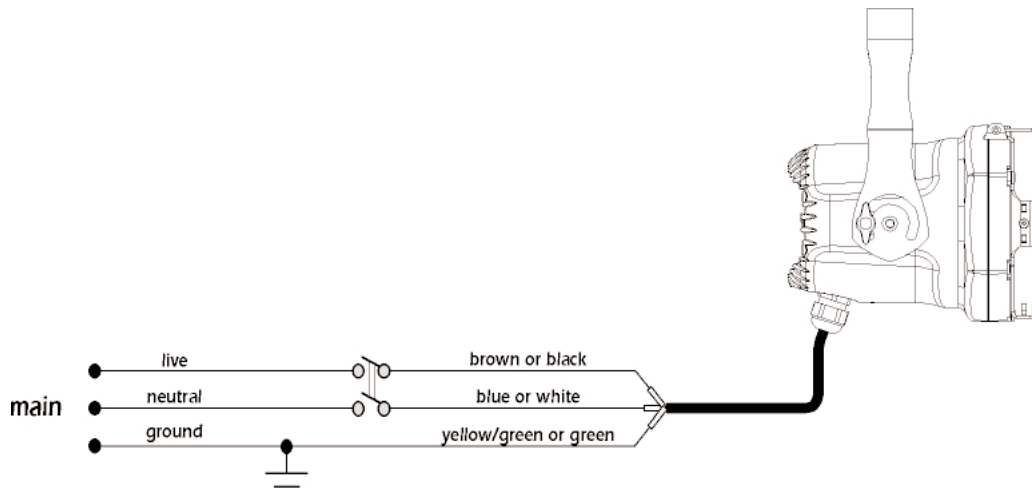 live
brown or black
main
neutral
blue or white
ground
yellow/green or green